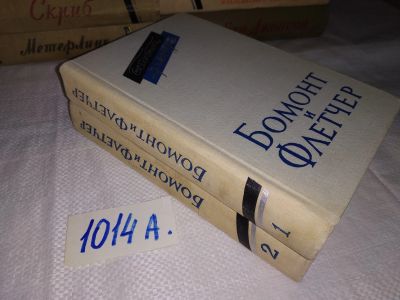 Скриб
Метерлинк
БОМОНТ
И
ФЛЕТЧЕР
БОМОНТ И ФЛЕТЧЕР
1
БОМОНТ И ФЛЕТЧЕР
2
1014 А.